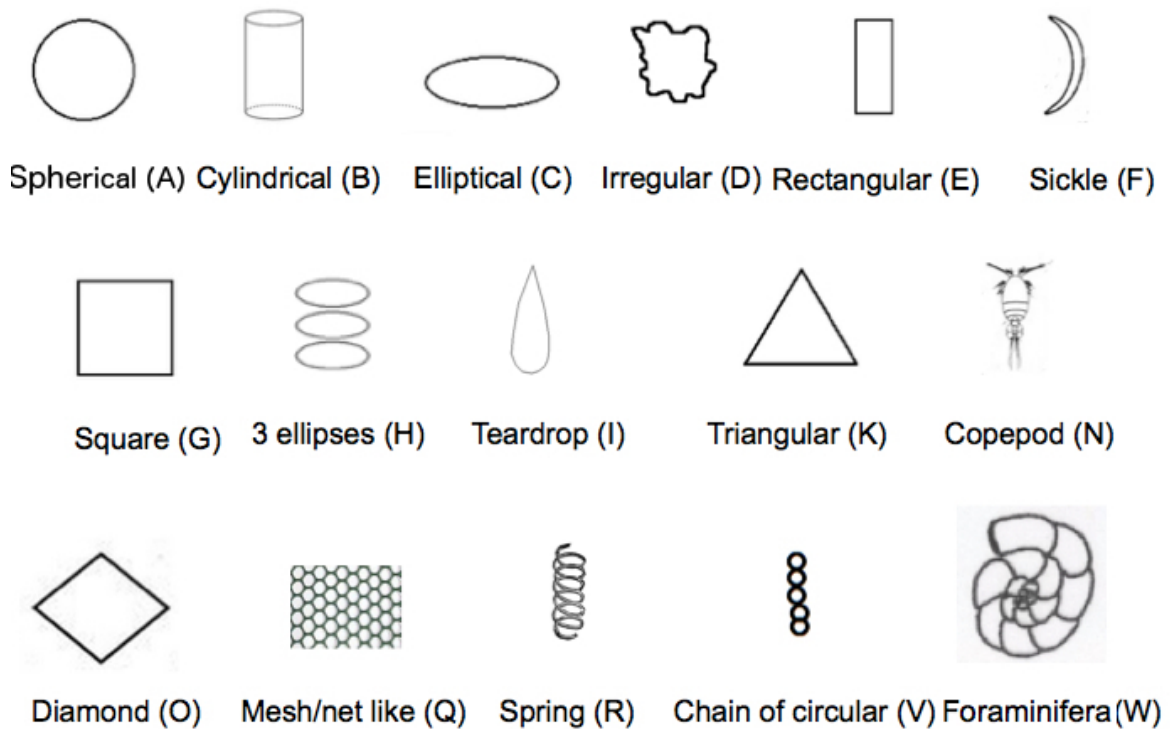 Spherical (A) Cylindrical (B) Elliptical (C) Irregular (D) Rectangular (E) Sickle (F)
Square (G) 3 ellipses (H) Teardrop (I) Triangular (K) Copepod (N)
Diamond (O) Mesh/net like (Q) Spring (R) Chain of circular (V) Foraminifera(W)